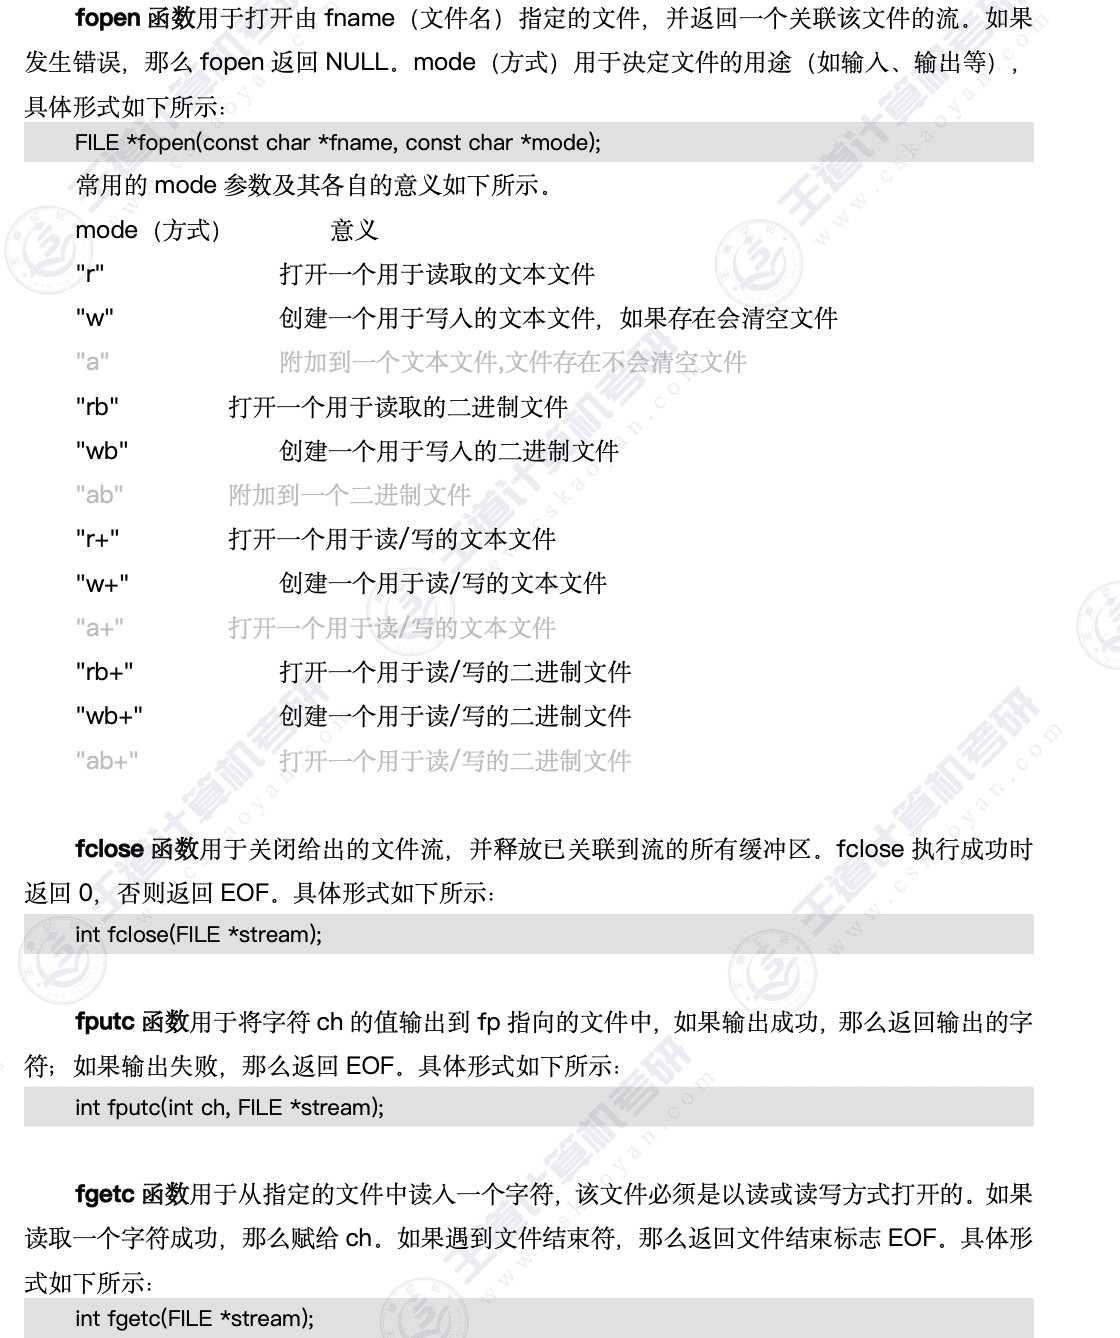 fopen 函数用于打开由 fname（文件名）指定的文件，并返回一个关联该文件的流。如果
发生错误，那么 fopen 返回 NULL。mode（方式）用于决定文件的用途（如输入、输出等），
具体形式如下所示：
FILE *fopen(const char *fname, const char *mode);
常用的 mode 参数及其各自的意义如下所示。
mode（方式） 意义
"r" 打开一个用于读取的文本文件
"w" 创建一个用于写入的文本文件，如果存在会清空文件
"a" 附加到一个文本文件,文件存在不会清空文件
"rb" 打开一个用于读取的二进制文件
"wb" 创建一个用于写入的二进制文件
"ab" 附加到一个二进制文件
"r+" 打开一个用于读/写的文本文件
"w+" 创建一个用于读/写的文本文件
"a+" 打开一个用于读/写的文本文件
"rb+" 打开一个用于读/写的二进制文件
"wb+" 创建一个用于读/写的二进制文件
"ab+" 打开一个用于读/写的二进制文件
fclose 函数用于关闭给出的文件流，并释放已关联到流的所有缓冲区。fclose 执行成功时
返回 0，否则返回 EOF。具体形式如下所示：
int fclose(FILE *stream);
fputc 函数用于将字符 ch 的值输出到 fp 指向的文件中，如果输出成功，那么返回输出的字
符；如果输出失败，那么返回 EOF。具体形式如下所示：
int fputc(int ch, FILE *stream);
fgetc 函数用于从指定的文件中读入一个字符，该文件必须是以读或读写方式打开的。如果
读取一个字符成功，那么赋给 ch。如果遇到文件结束符，那么返回文件结束标志 EOF。具体形
式如下所示：
int fgetc(FILE *stream);
王道计算机考研
www.cskaoyan.com